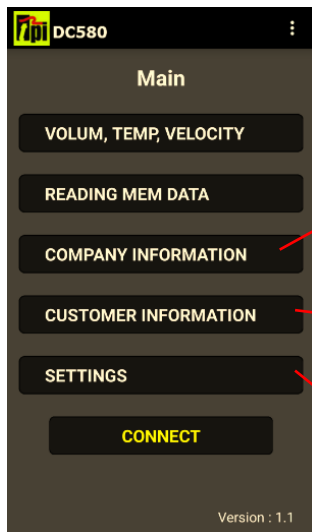 tpi DC580
Main
VOLUM, TEMP, VELOCITY
READING MEM DATA
COMPANY INFORMATION
CUSTOMER INFORMATION
SETTINGS
CONNECT
Version : 1.1